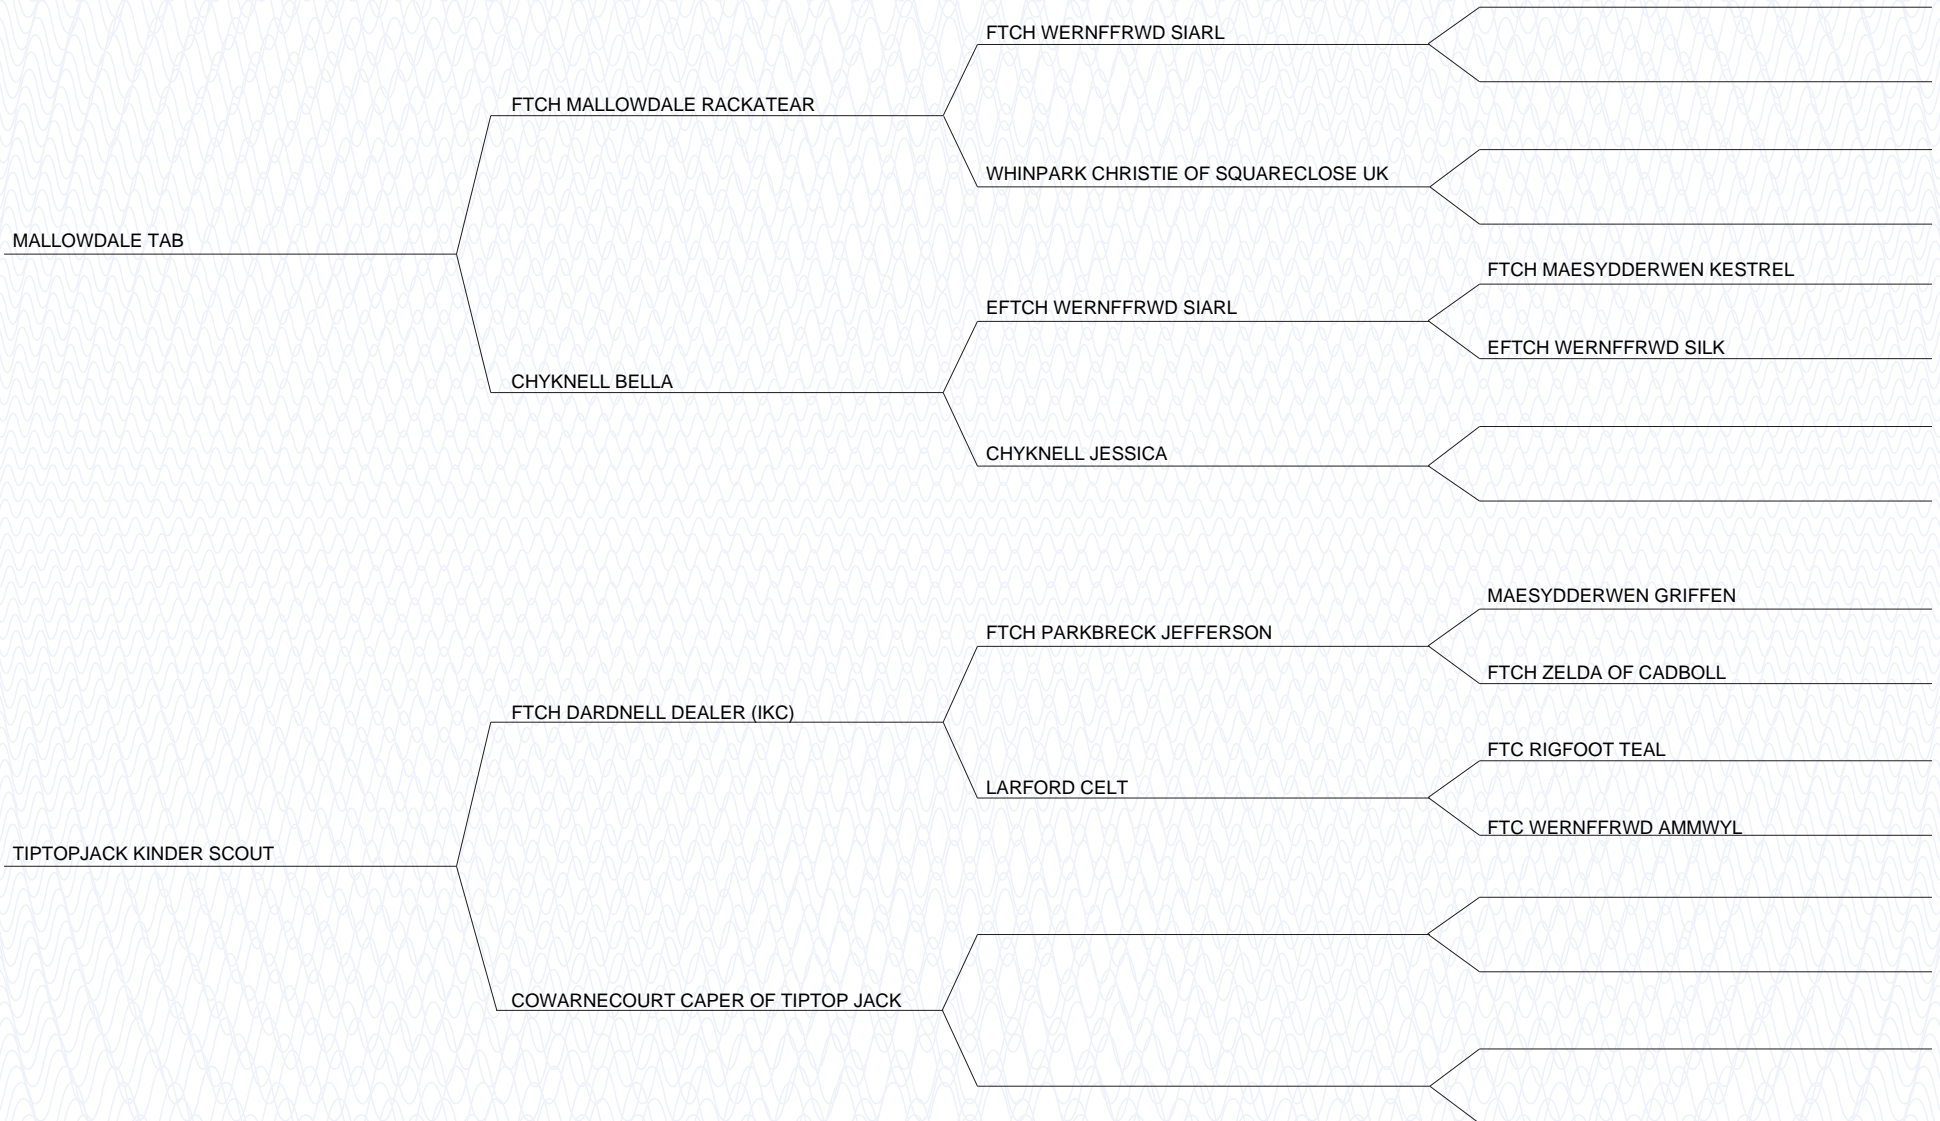 FTCH WERNFFRWD SIARL
FTCH MALLOWDALE RACKATEAR
WHINPARK CHRISTIE OF SQUARECLOSE UK
MALLOWDALE TAB
FTCH MAESYDDERWEN KESTREL
EFTCH WERNFFRWD SIARL
EFTCH WERNFFRWD SILK
CHYKNELL BELLA
CHYKNELL JESSICA
MAESYDDERWEN GRIFFEN
FTCH PARKBRECK JEFFERSON
FTCH ZELDA OF CADBOLL
FTCH DARDNELL DEALER (IKC)
FTC RIGFOOT TEAL
LARFORD CELT
FTC WERNFFRWD AMMWYL
TIPTOPJACK KINDER SCOUT
COWARNECOURT CAPER OF TIPTOP JACK